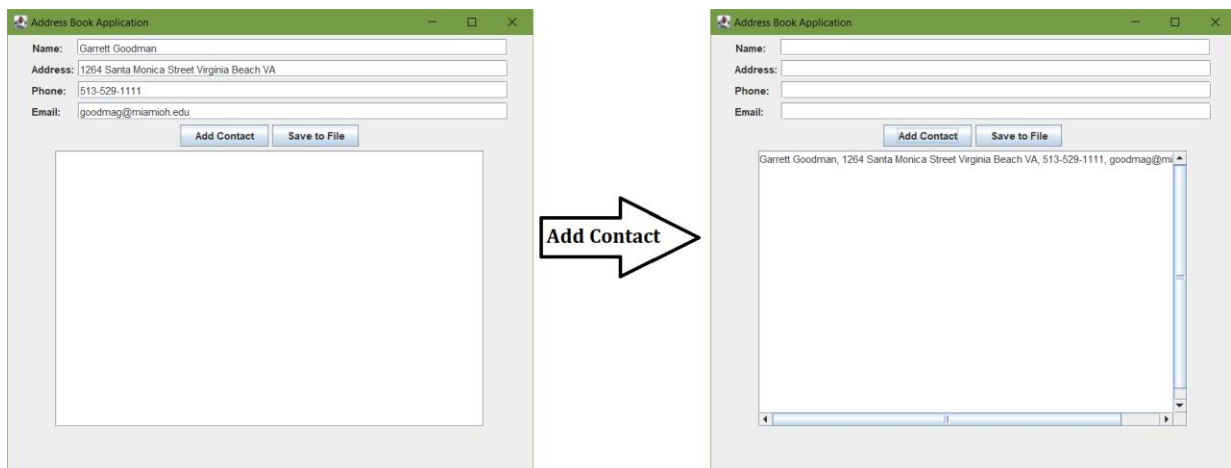 Address Book Application
Name: Garrett Goodman
Address: 1264 Santa Monica Street Virginia Beach VA
Phone: 513-529-1111
Email: goodmag@miamioh.edu
Add Contact Save to File
Add Contact
Address Book Application
Name:
Address:
Phone:
Email:
Add Contact Save to File
Garrett Goodman, 1264 Santa Monica Street Virginia Beach VA, 513-529-1111, goodmag@mi